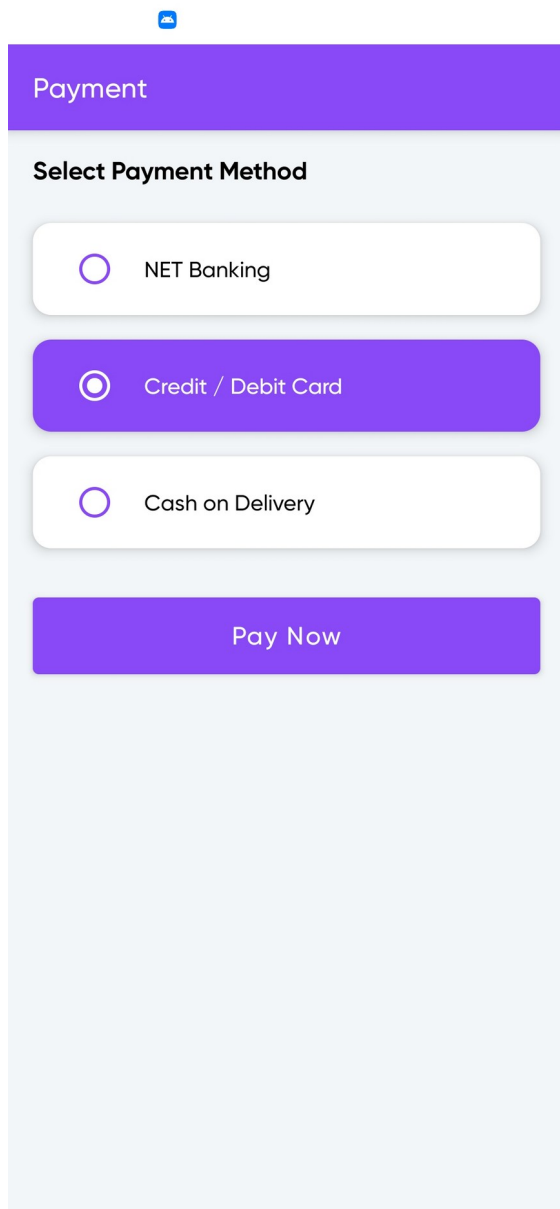 Payment
Select Payment Method
NET Banking
Credit / Debit Card
Cash on Delivery
Pay Now